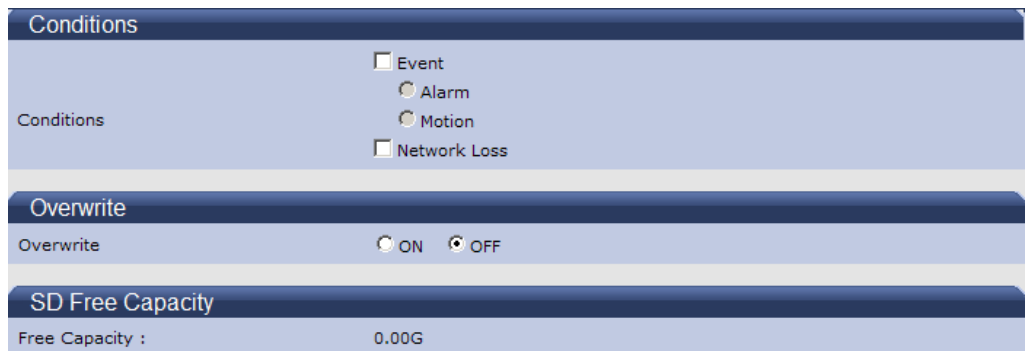 Conditions
Event
Alarm
Conditions
Motion
Network Loss
Overwrite
Overwrite ON OFF
SD Free Capacity
Free Capacity : 0.00G